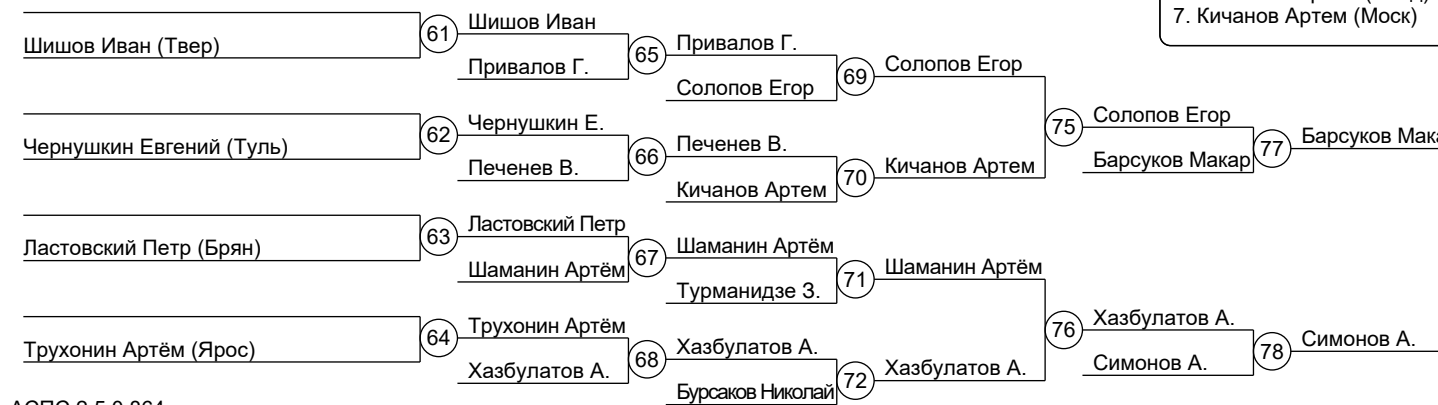 7. Кичанов Артем (Моск)
Шишов Иван (Твер)
61
Шишов Иван
Привалов Г.
65
Привалов Г.
Солопов Егор
69
Солопов Егор
Чернушкин Евгений (Туль)
62
Чернушкин Е.
Печенев В.
66
Печенев В.
Кичанов Артем
70
Кичанов Артем
75
Солопов Егор
Барсуков Макар
77
Барсуков Мака
Ластовский Петр (Брян)
63
Ластовский Петр
Шаманин Артём
67
Шаманин Артём
Турманидзе З.
71
Шаманин Артём
Трухонин Артём (Ярос)
64
Трухонин Артём
Хазбулатов А.
68
Хазбулатов А.
Бурсаков Николай
72
Хазбулатов А.
76
Хазбулатов А.
Симонов А.
78
Симонов А.